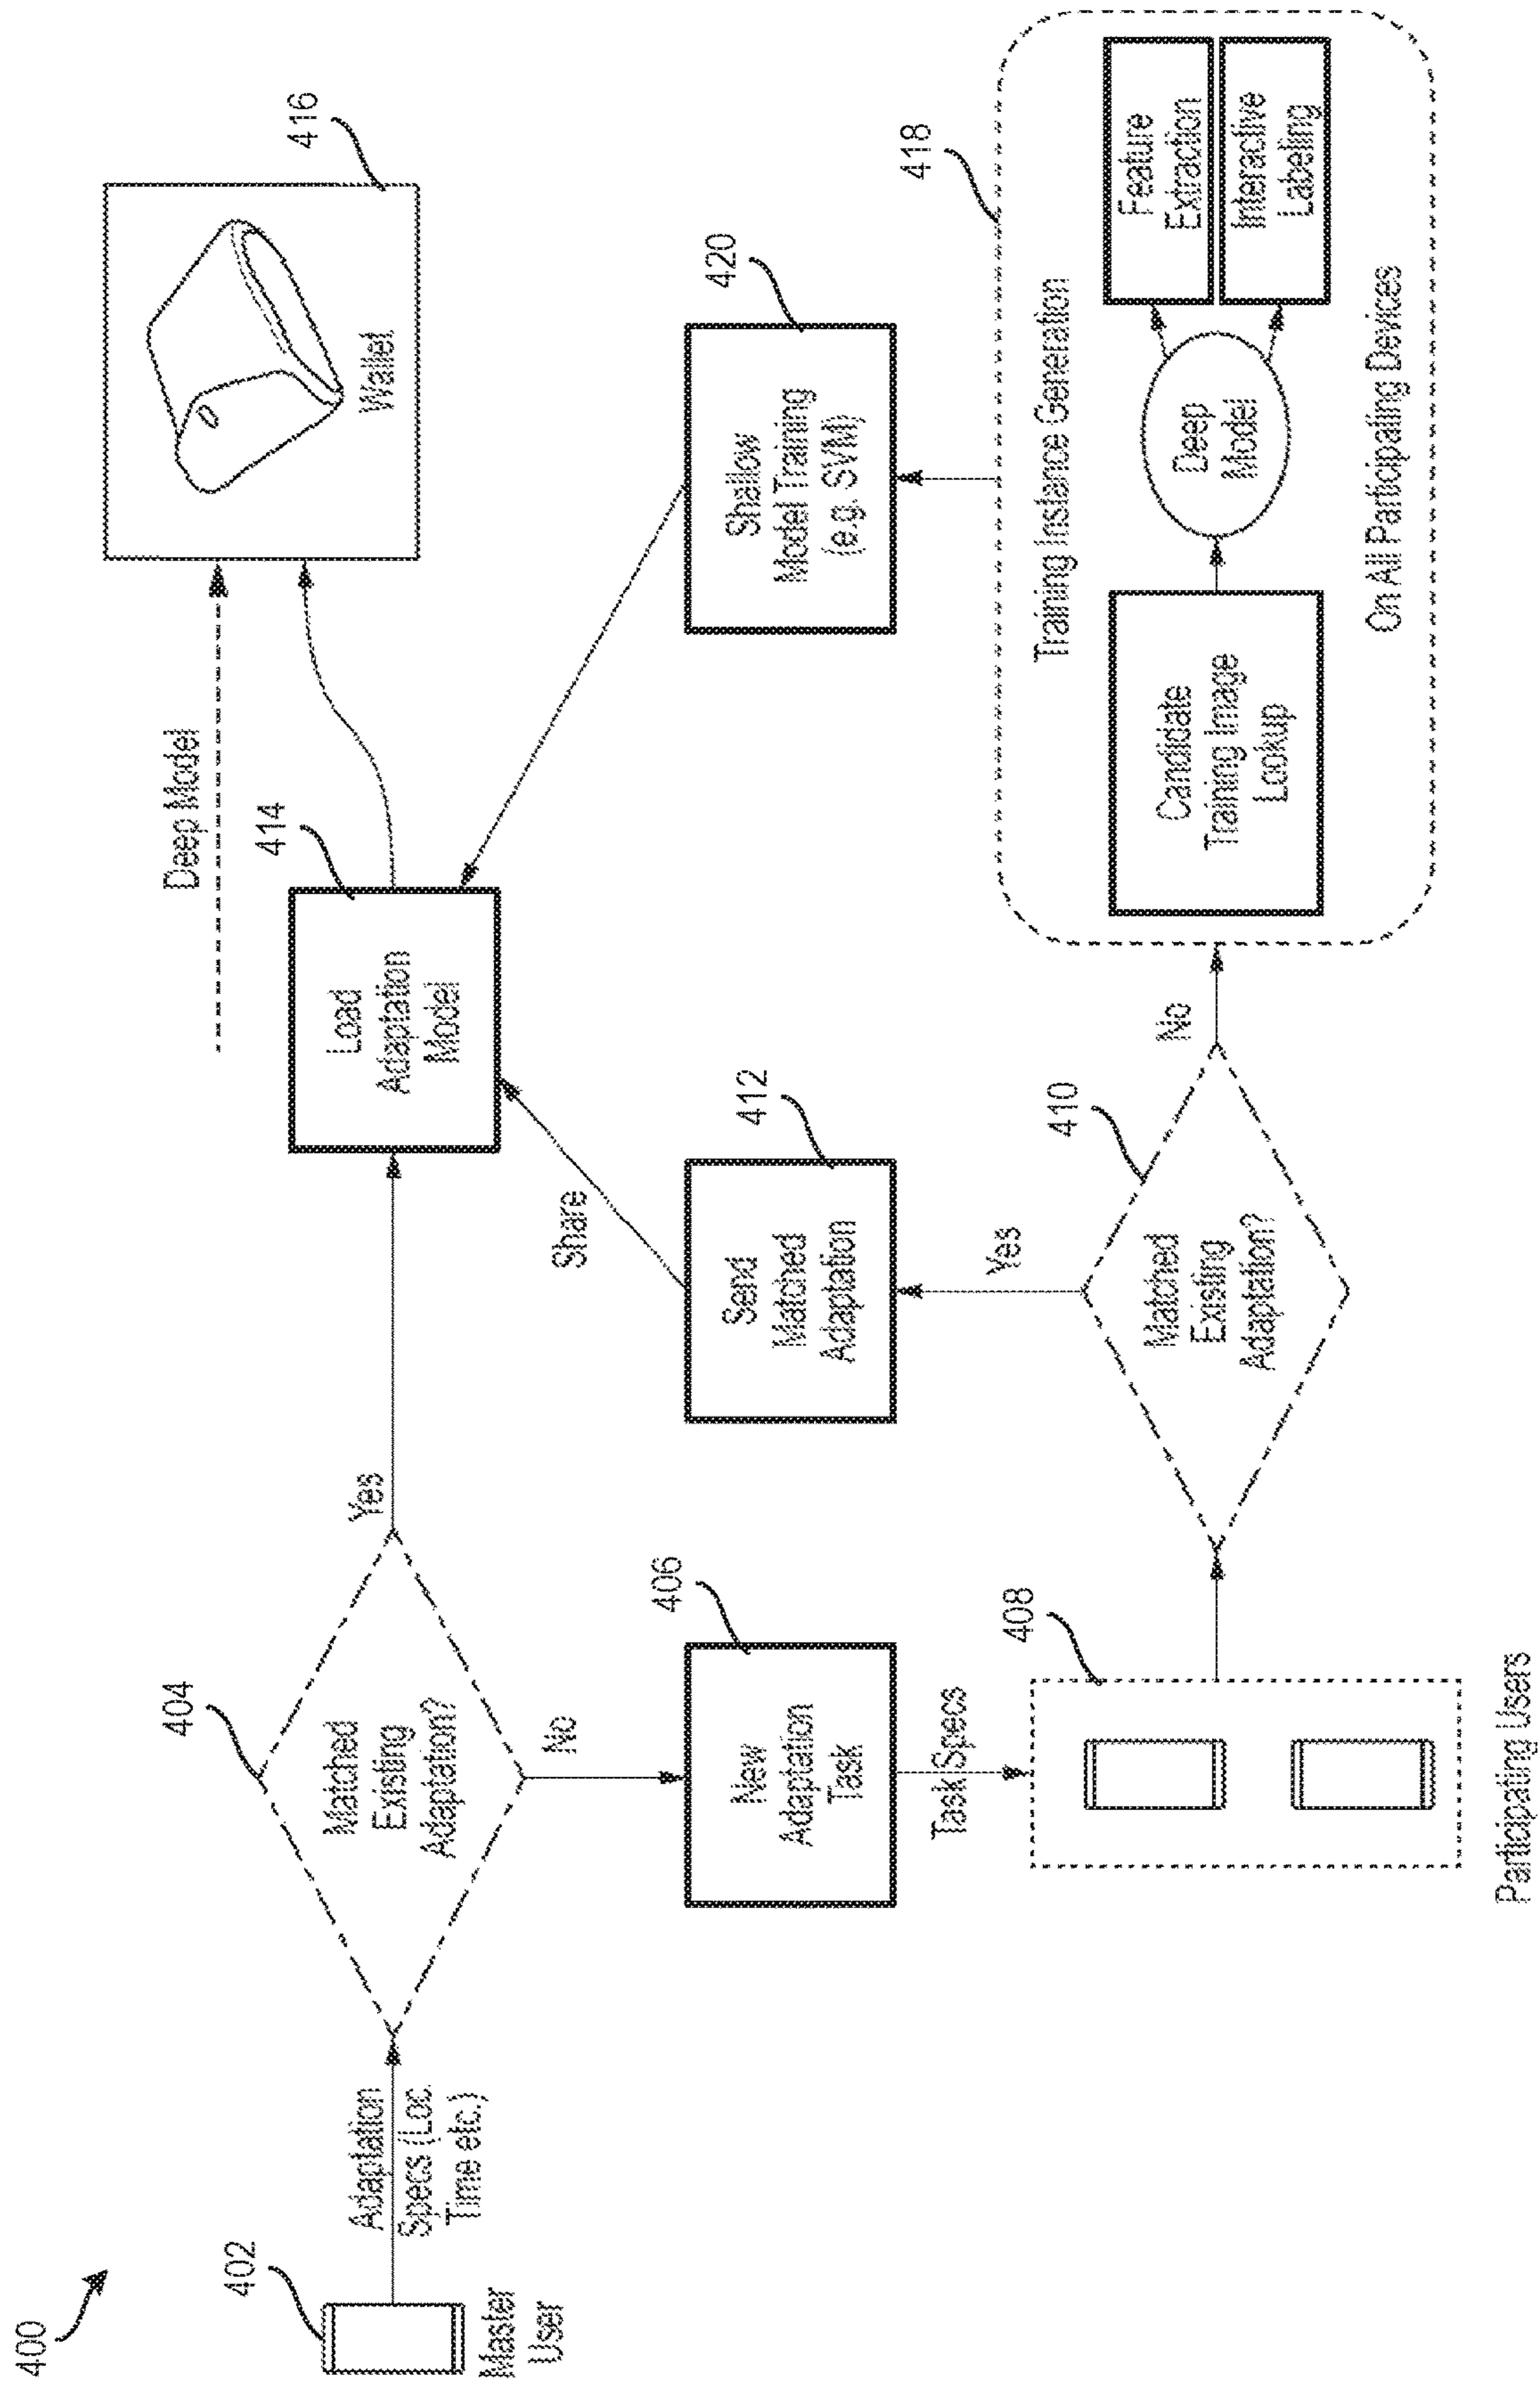 400
402
Master
User
Adaptation
Specs (Loc.
Time etc.)
404
Matched
Existing
Adaptation?
Yes
No
406
New
Adaptation
Task
Task Specs
408
Participating Users
410
Matched
Existing
Adaptation?
Yes
No
412
Send
Matched
Adaptation
Share
414
Load
Adaptation
Model
Deep Model
416
Wallet
418
Training Instance Generation
Candidate
Training Image
Lookup
Deep
Model
Feature
Extraction
Interactive
Labeling
On All Participating Devices
420
Shallow
Model Training
(e.g. SVM)